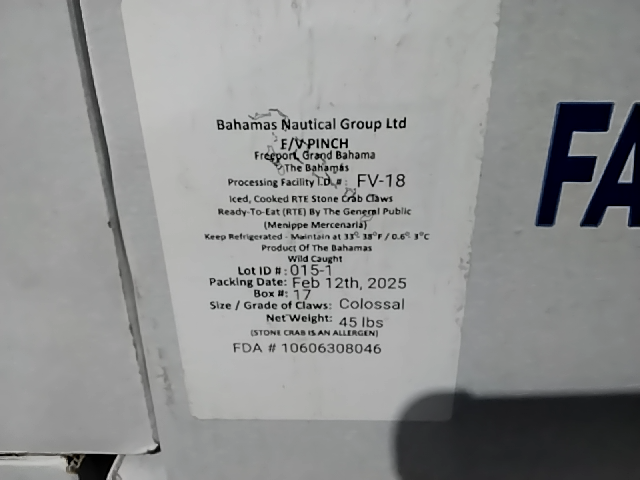 Bahamas Nautical Group Ltd
F/V PINCH
Freeport, Grand Bahama
The Bahamas
Processing Facility I.D. #: FV-18
Iced, Cooked RTE Stone Crab Claws
Ready-To-Eat (RTE) By The General Public
(Menippe Mercenaria)
Keep Refrigerated - Maintain at 33°- 38°F / 0.6°- 3°C
Product Of The Bahamas
Wild Caught
Lot ID #: 015-1
Packing Date: Feb 12th, 2025
Box #: 17
Size / Grade of Claws: Colossal
Net Weight: 45 lbs
(STONE CRAB IS AN ALLERGEN)
FDA # 10606308046
FA